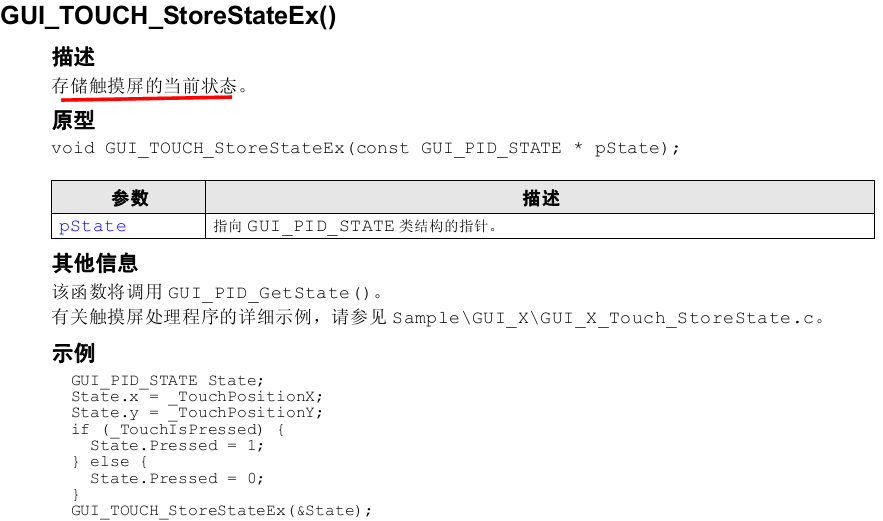 GUI_TOUCH_StoreStateEx()
描述
存储触摸屏的当前状态。
原型
void GUI_TOUCH_StoreStateEx(const GUI_PID_STATE * pState);
参数 描述
pState 指向 GUI_PID_STATE 类结构的指针。
其他信息
该函数将调用 GUI_PID_GetState()。
有关触摸屏处理程序的详细示例，请参见 Sample\GUI_X\GUI_X_Touch_StoreState.c。
示例
GUI_PID_STATE State;
State.x = _TouchPositionX;
State.y = _TouchPositionY;
if (_TouchIsPressed) {
State.Pressed = 1;
} else {
State.Pressed = 0;
}
GUI_TOUCH_StoreStateEx(&State);